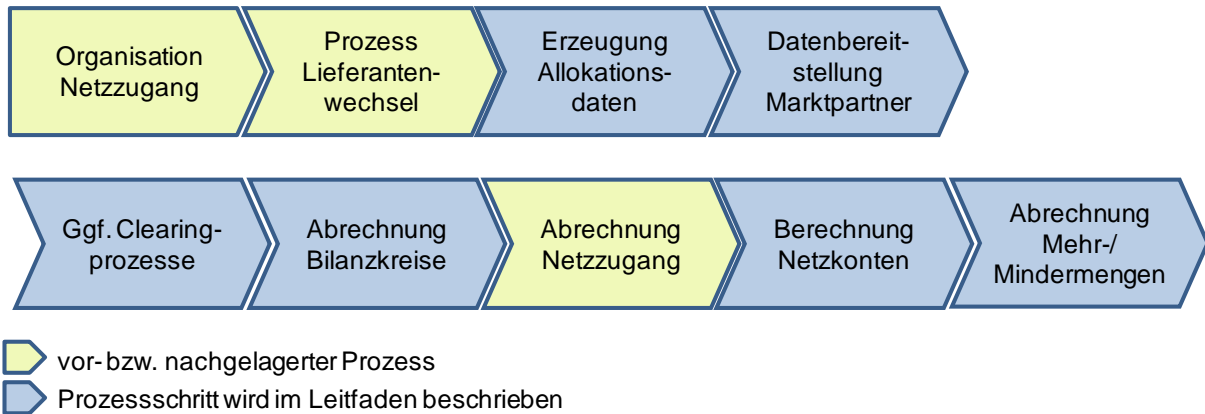 Organisation
Netzzugang
Prozess
Lieferanten-
wechsel
Erzeugung
Allokations-
daten
Datenbereit-
stellung
Marktpartner
Ggf. Clearing-
prozesse
Abrechnung
Bilanzkreise
Abrechnung
Netzzugang
Berechnung
Netzkonten
Abrechnung
Mehr-/
Mindermengen
vor- bzw. nachgelagerter Prozess
Prozessschritt wird im Leitfaden beschrieben